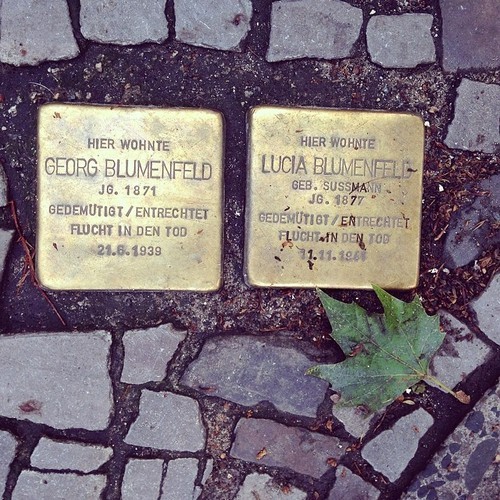 HIER WOHNTE
GEORG BLUMENFELD
JG. 1871
GEDEMÜTIGT/ENTRECHTET
FLUCHT IN DEN TOD
21.6.1939
HIER WOHNTE
LUCIA BLUMENFELD
GEB. SUSSMANN
JG. 1877
GEDEMÜTIGT/ENTRECHTET
FLUCHT IN DEN TOD